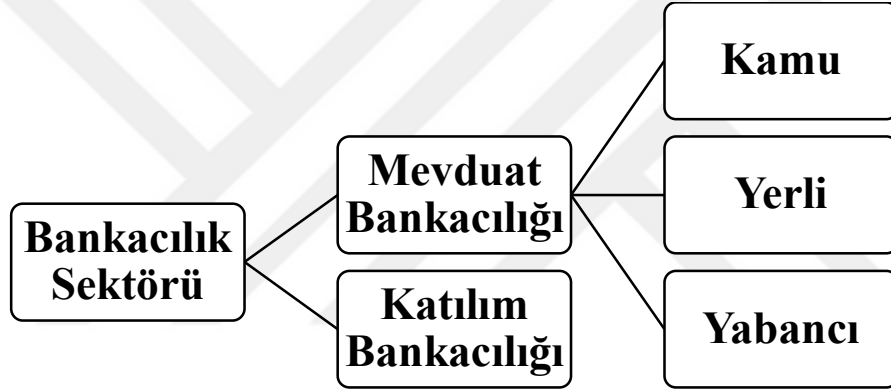 Bankacılık
Sektörü
Mevduat
Bankacılığı
Katılım
Bankacılığı
Kamu
Yerli
Yabancı